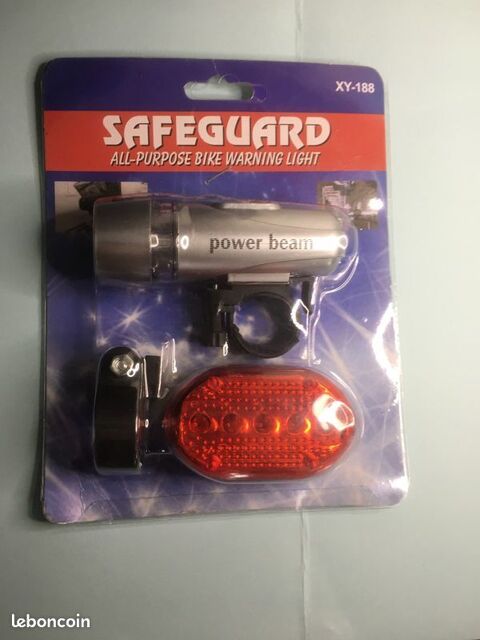 XY-188
SAFEGUARD
ALL-PURPOSE BIKE WARNING LIGHT
power beam
leboncoin